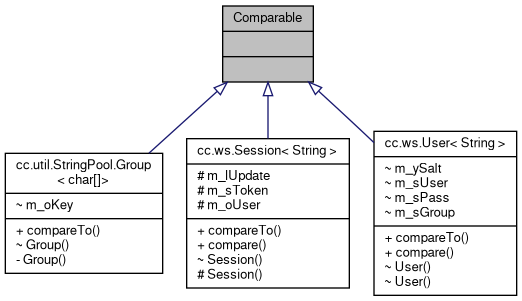 Comparable
cc.util.StringPool.Group
< char[]>
~ m_oKey
+ compareTo()
~ Group()
- Group()
cc.ws.Session< String >
# m_lUpdate
# m_sToken
# m_oUser
+ compareTo()
+ compare()
~ Session()
# Session()
cc.ws.User< String >
~ m_ySalt
~ m_sUser
~ m_sPass
~ m_sGroup
+ compareTo()
+ compare()
~ User()
~ User()